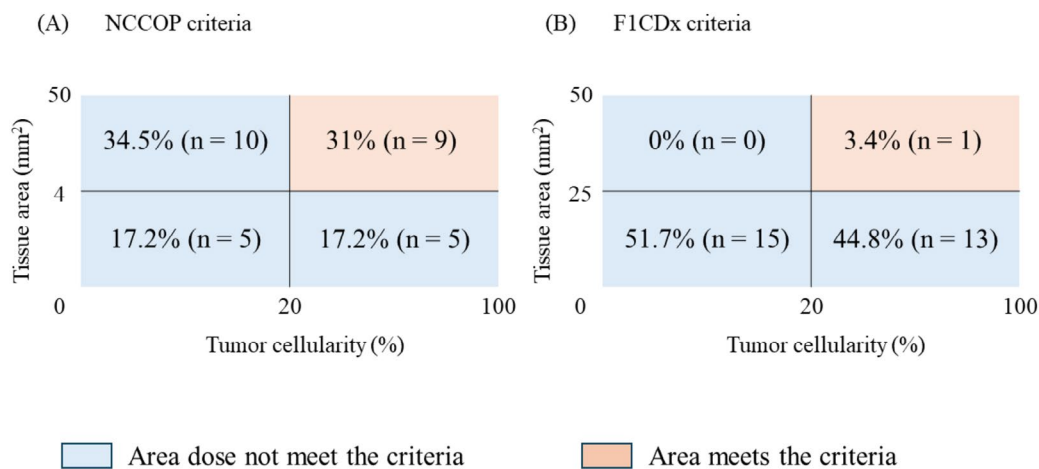 (A) NCCOP criteria
50
34.5% (n = 10)
31% (n = 9)
4
17.2% (n = 5)
17.2% (n = 5)
0
20
100
Tissue area (mm²)
Tumor cellularity (%)
(B) F1CDx criteria
50
0% (n = 0)
3.4% (n = 1)
25
51.7% (n = 15)
44.8% (n = 13)
0
20
100
Tissue area (mm²)
Tumor cellularity (%)
Area dose not meet the criteria
Area meets the criteria